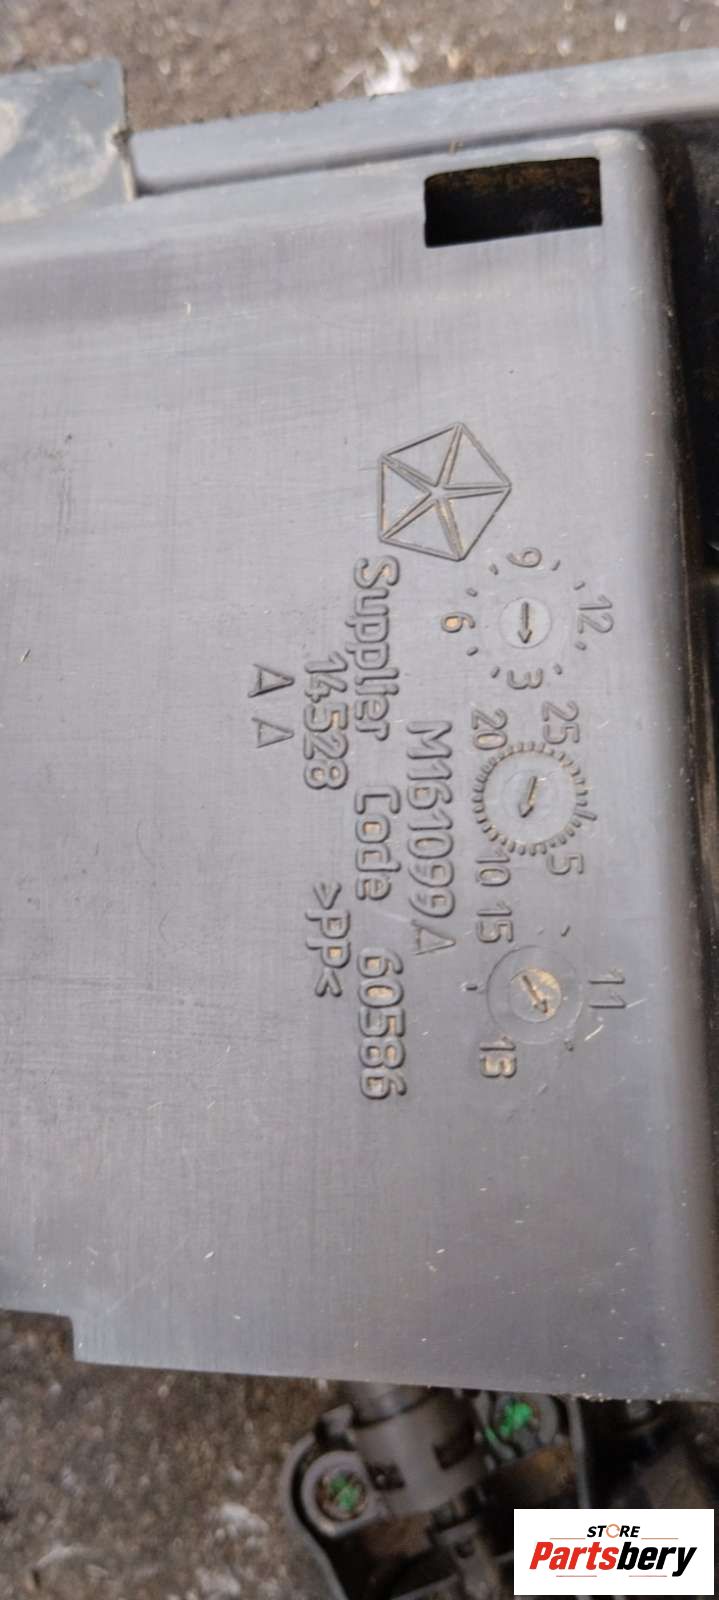 9
12
6
3
25
20
5
10
15
11
13
M161099A
Supplier Code 60586
14528 >PP<
A A
STORE
Partsbery